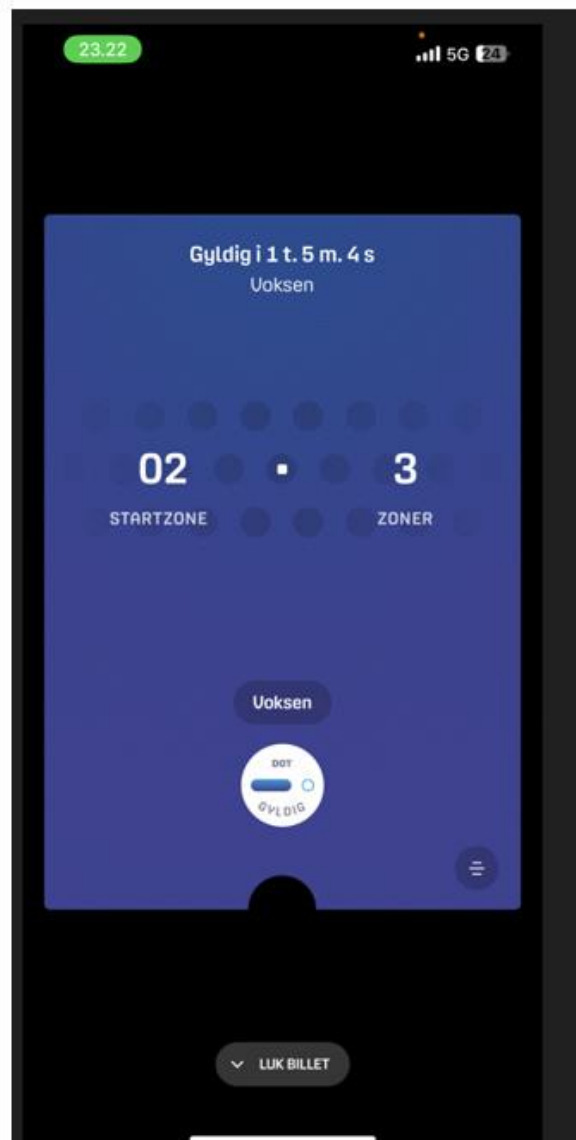 23.22
5G 24
Gyldig i 1 t. 5 m. 4 s
Voksen
02 3
STARTZONE ZONER
Voksen
DOT
GYLDIG
LUK BILLET